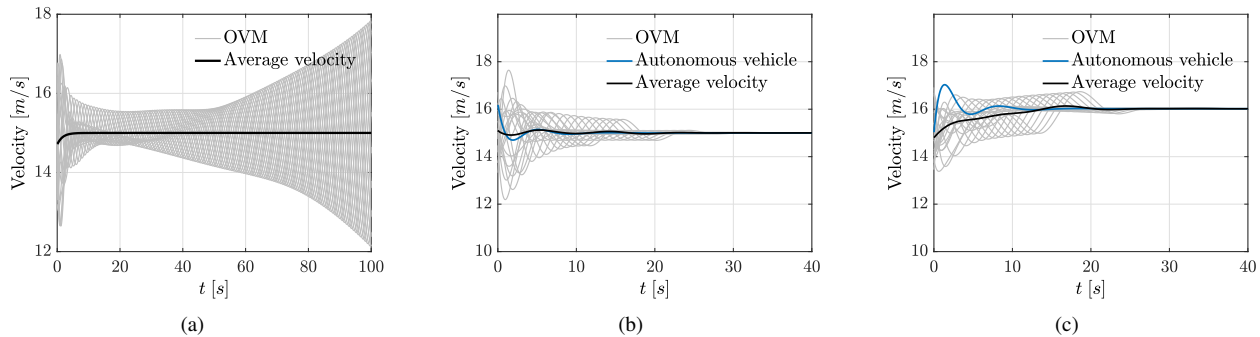 18
16
14
12
Velocity [m/s]
OVM
Average velocity
0 20 40 60 80 100
t [s]
(a)
18
16
14
12
10
Velocity [m/s]
OVM
Autonomous vehicle
Average velocity
0 10 20 30 40
t [s]
(b)
18
16
14
12
10
Velocity [m/s]
OVM
Autonomous vehicle
Average velocity
0 10 20 30 40
t [s]
(c)